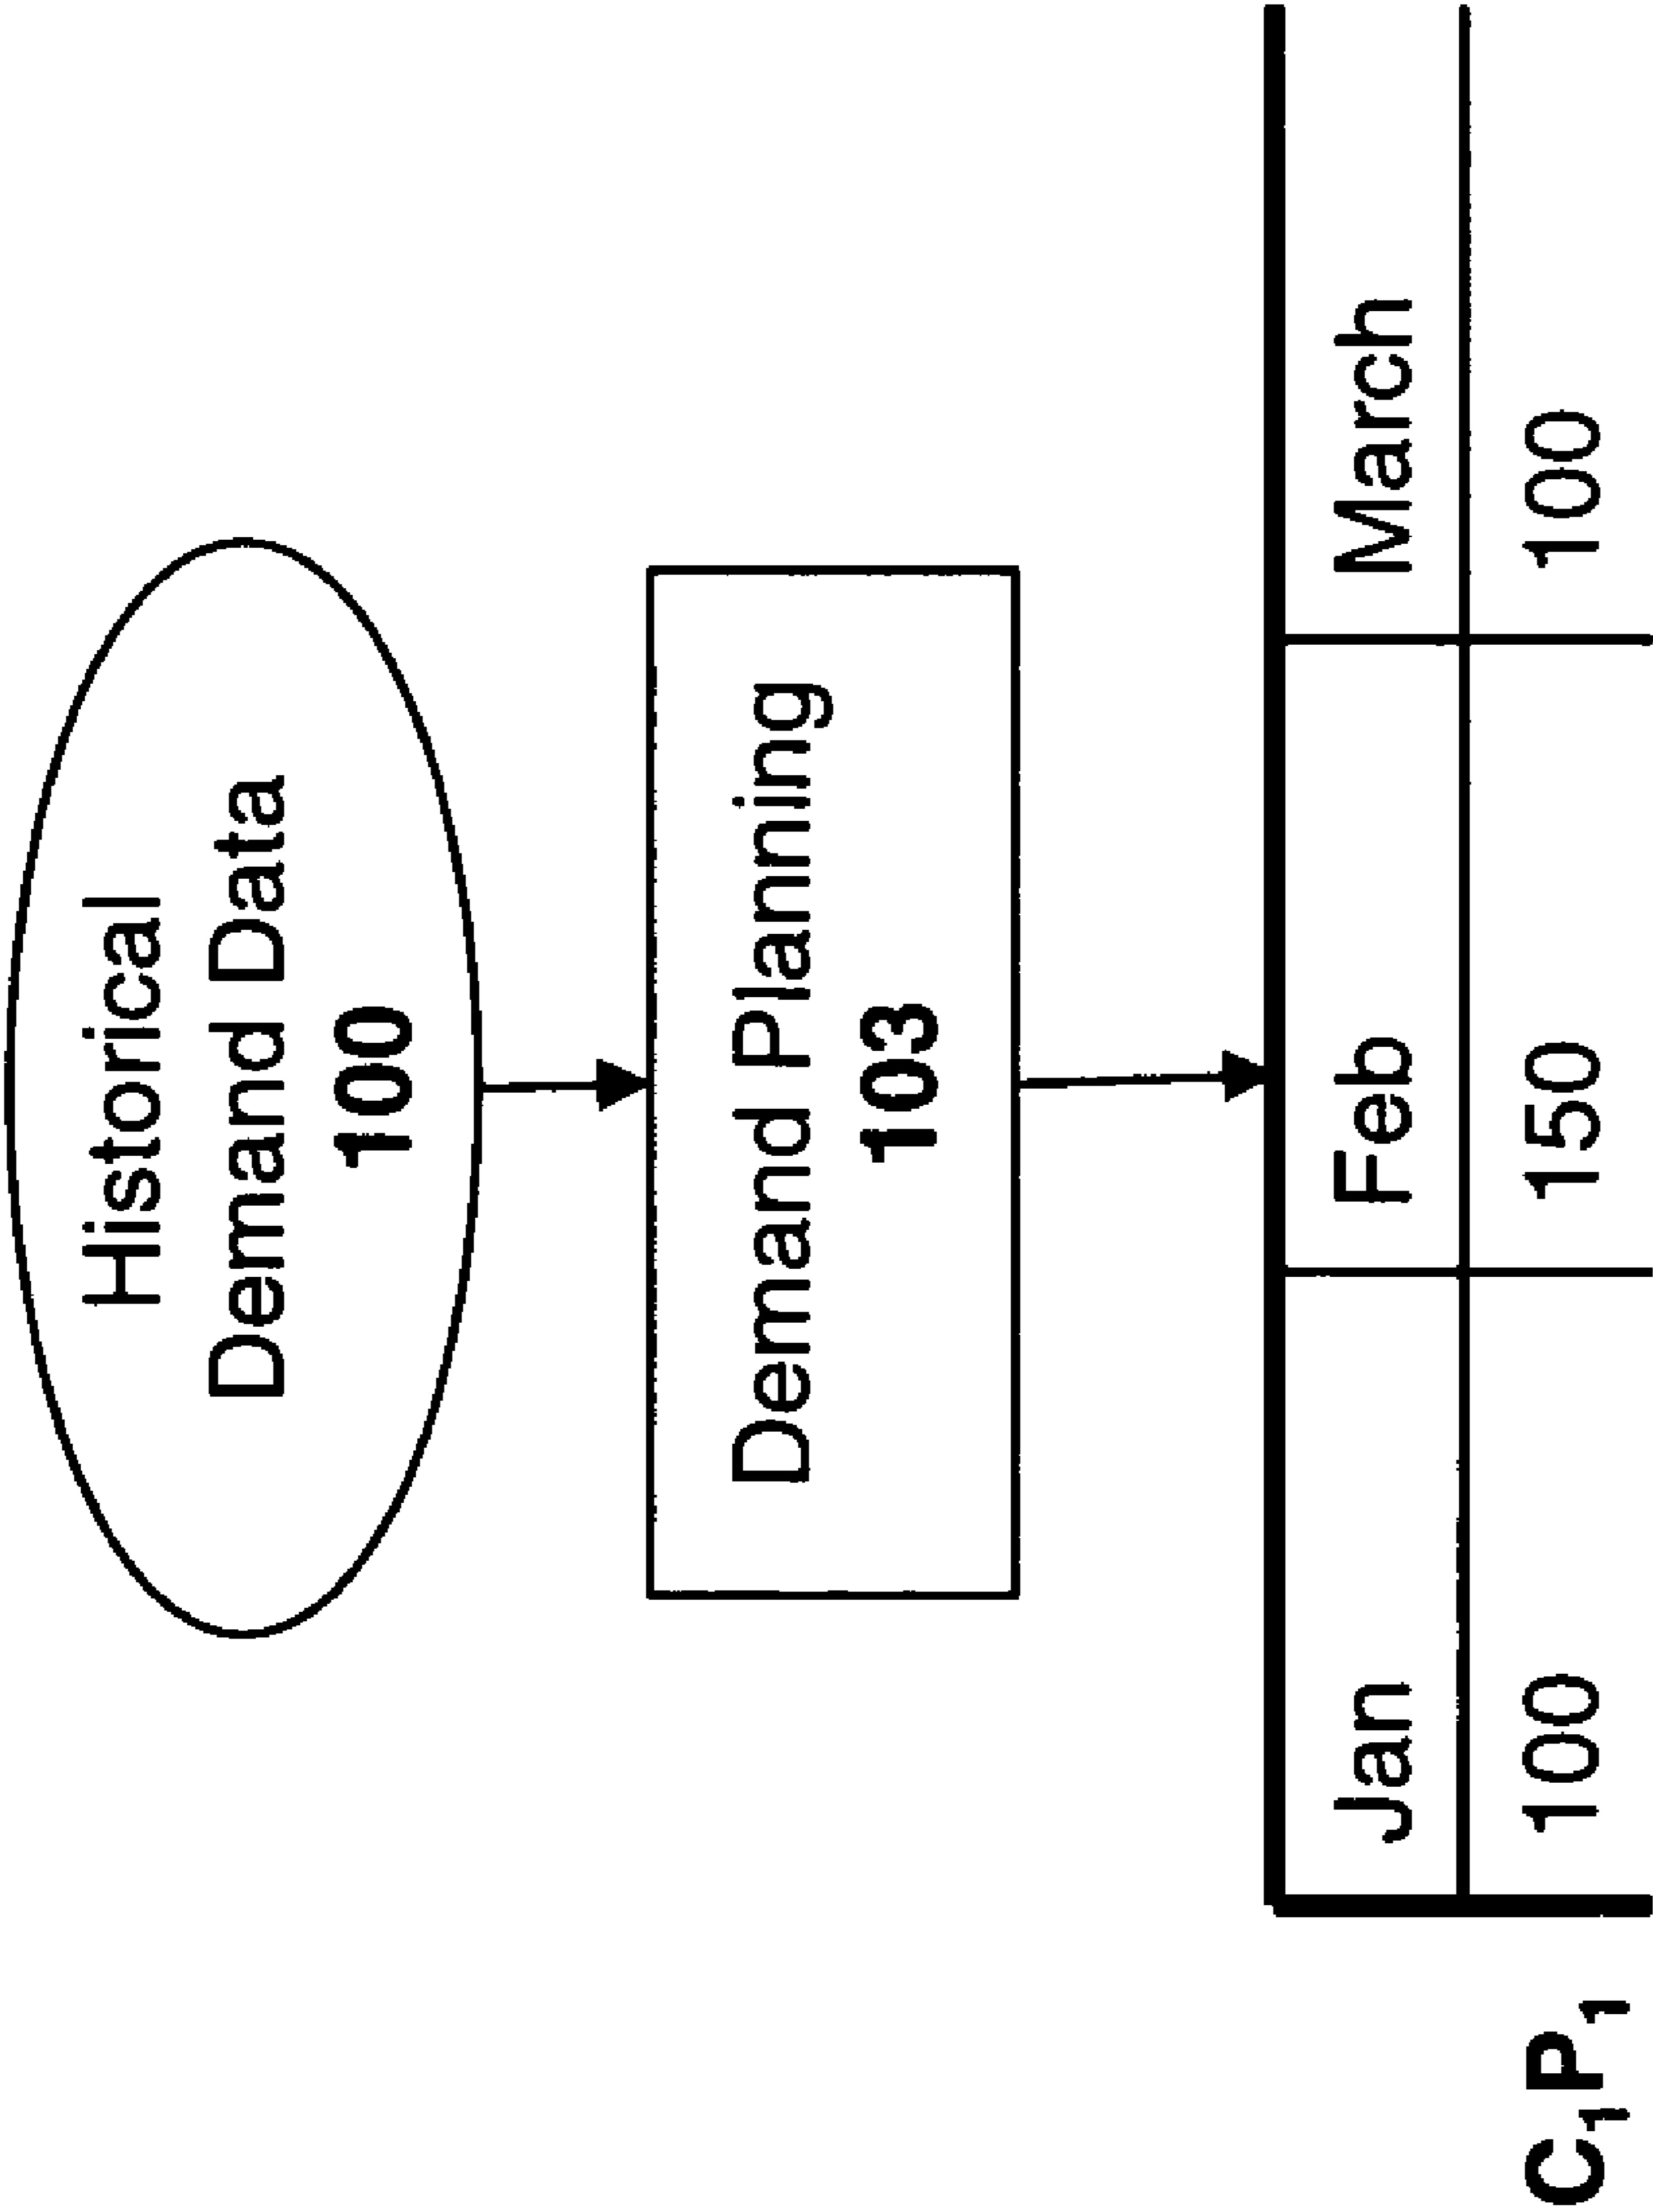 Historical
Demand Data
100
Demand Planning
103
Jan Feb March
C₁P₁ 100 150 100